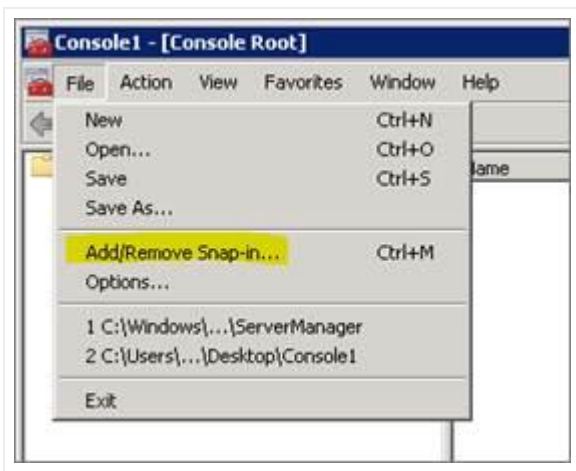 Console1 - [Console Root]
File Action View Favorites Window Help
New Ctrl+N
Open... Ctrl+O
Save Ctrl+S
Save As...
Name
Add/Remove Snap-in... Ctrl+M
Options...
1 C:\Windows\...\ServerManager
2 C:\Users\...\Desktop\Console1
Exit